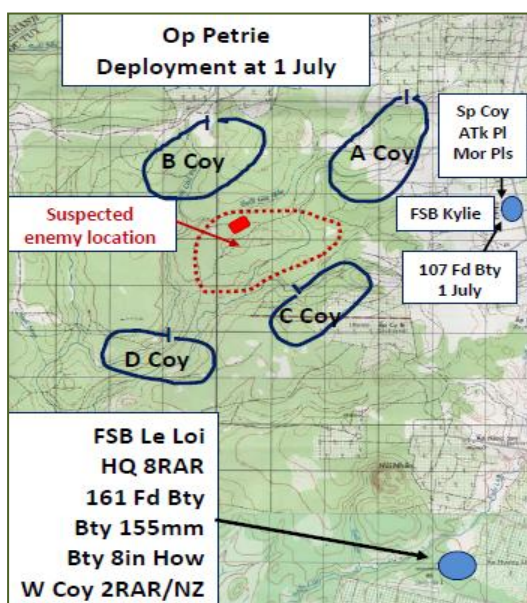 Op Petrie
Deployment at 1 July
B Coy
A Coy
Sp Coy
ATk Pl
Mor Pls
Suspected
enemy location
FSB Kylie
107 Fd Bty
1 July
C Coy
D Coy
FSB Le Loi
HQ 8RAR
161 Fd Bty
Bty 155mm
Bty 8in How
W Coy 2RAR/NZ